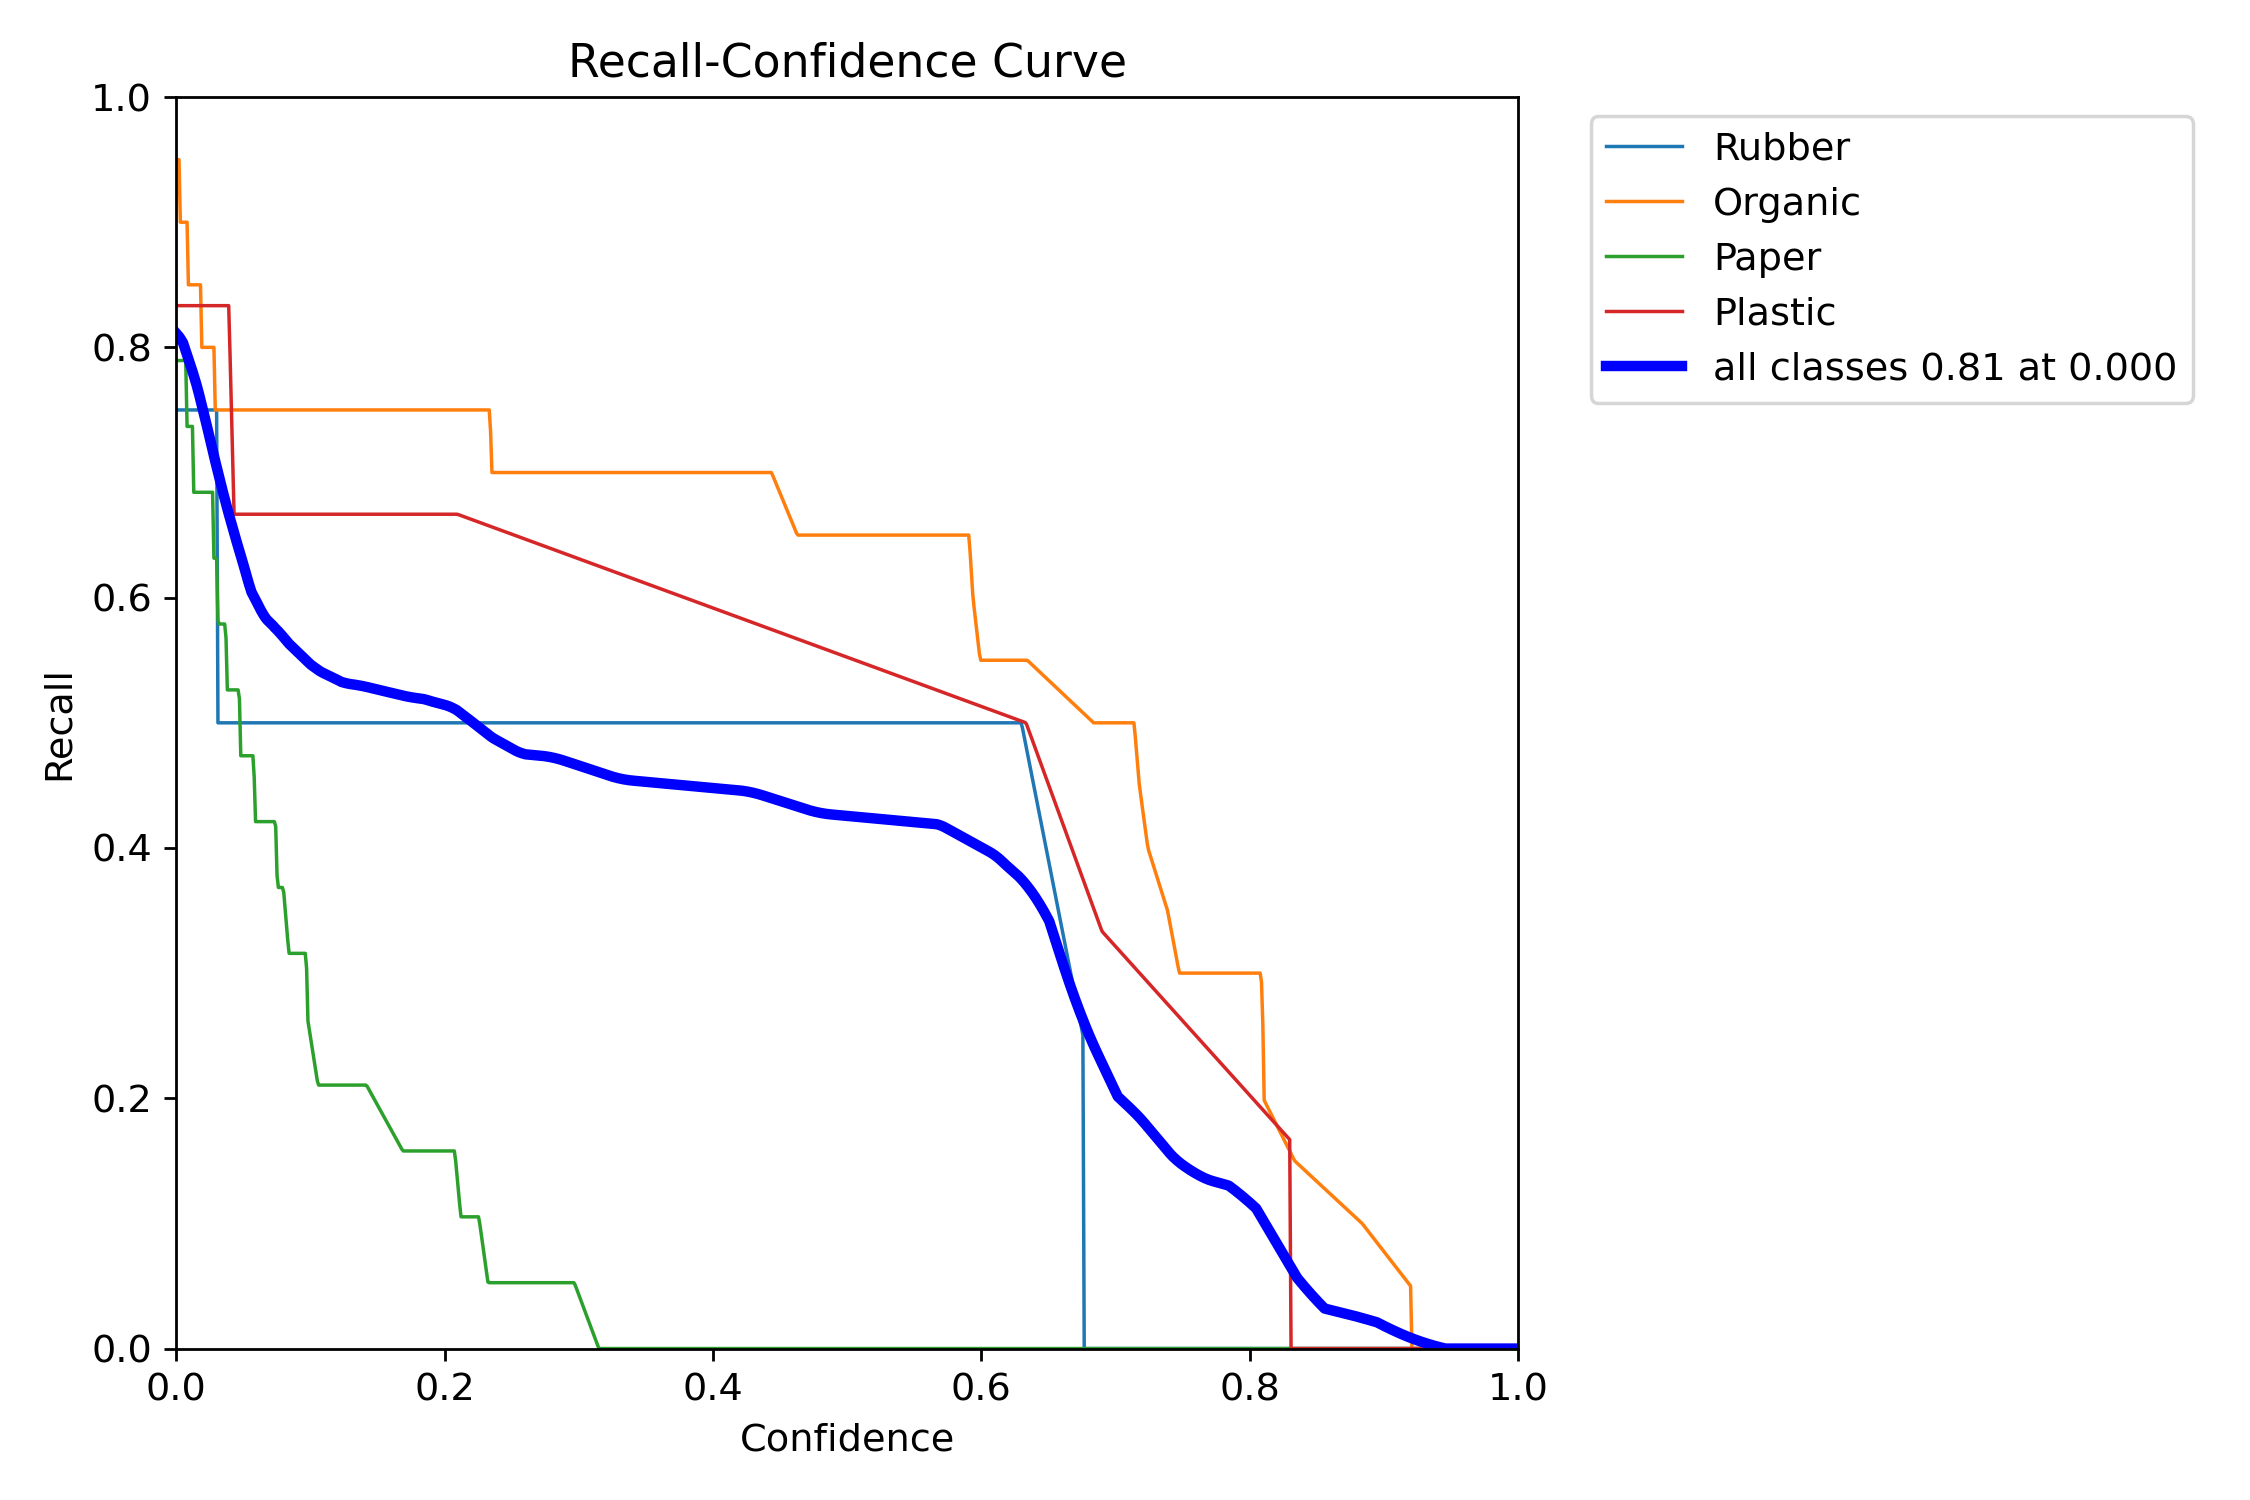 Recall-Confidence Curve
1.0
0.8
0.6
0.4
0.2
0.0
Recall
0.0 0.2 0.4 0.6 0.8 1.0
Confidence
Rubber
Organic
Paper
Plastic
all classes 0.81 at 0.000